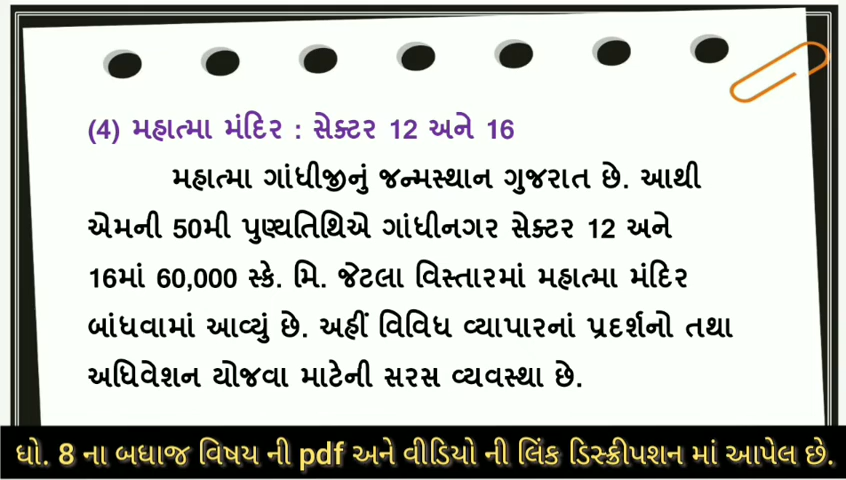 (4) મહાત્મા મંદિર : સેક્ટર 12 અને 16
મહાત્મા ગાંધીજીનું જન્મસ્થાન ગુજરાત છે. આથી
એમની 50મી પુણ્યતિથિએ ગાંધીનગર સેક્ટર 12 અને
16માં 60,000 સ્કે. મિ. જેટલા વિસ્તારમાં મહાત્મા મંદિર
બાંધવામાં આવ્યું છે. અહીં વિવિધ વ્યાપારનાં પ્રદર્શનો તથા
અધિવેશન યોજવા માટેની સરસ વ્યવસ્થા છે.
ધો. 8 ના બધાજ વિષય ની pdf અને વીડિયો ની લિંક ડિસ્ક્રીપશન માં આપેલ છે.